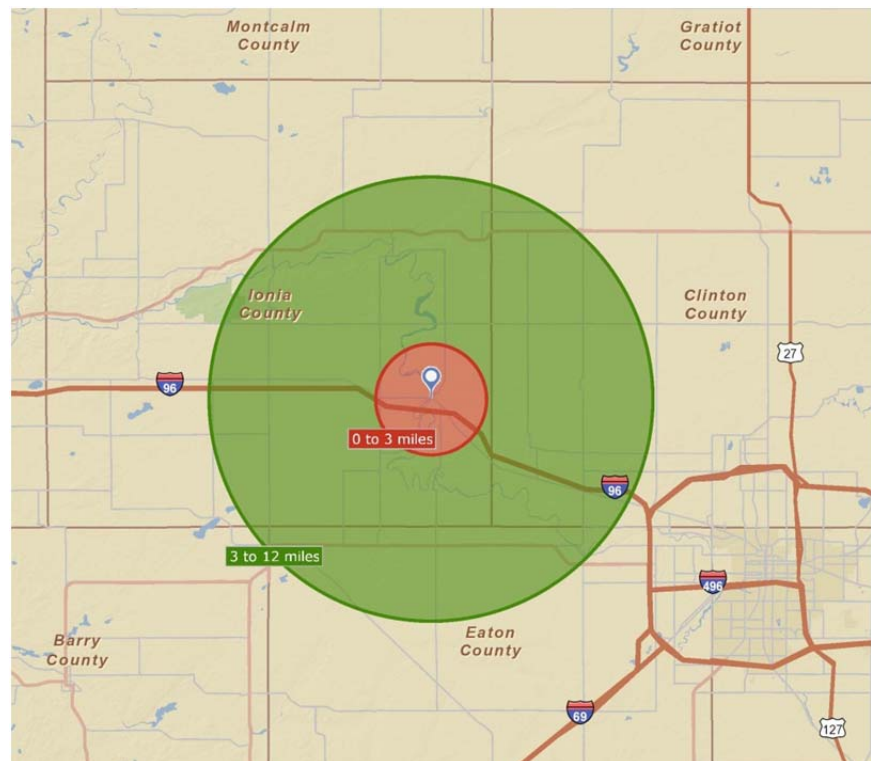 Montcalm
County
Gratiot
County
Ionia
County
Clinton
County
27
96
0 to 3 miles
96
3 to 12 miles
496
Barry
County
Eaton
County
69
127